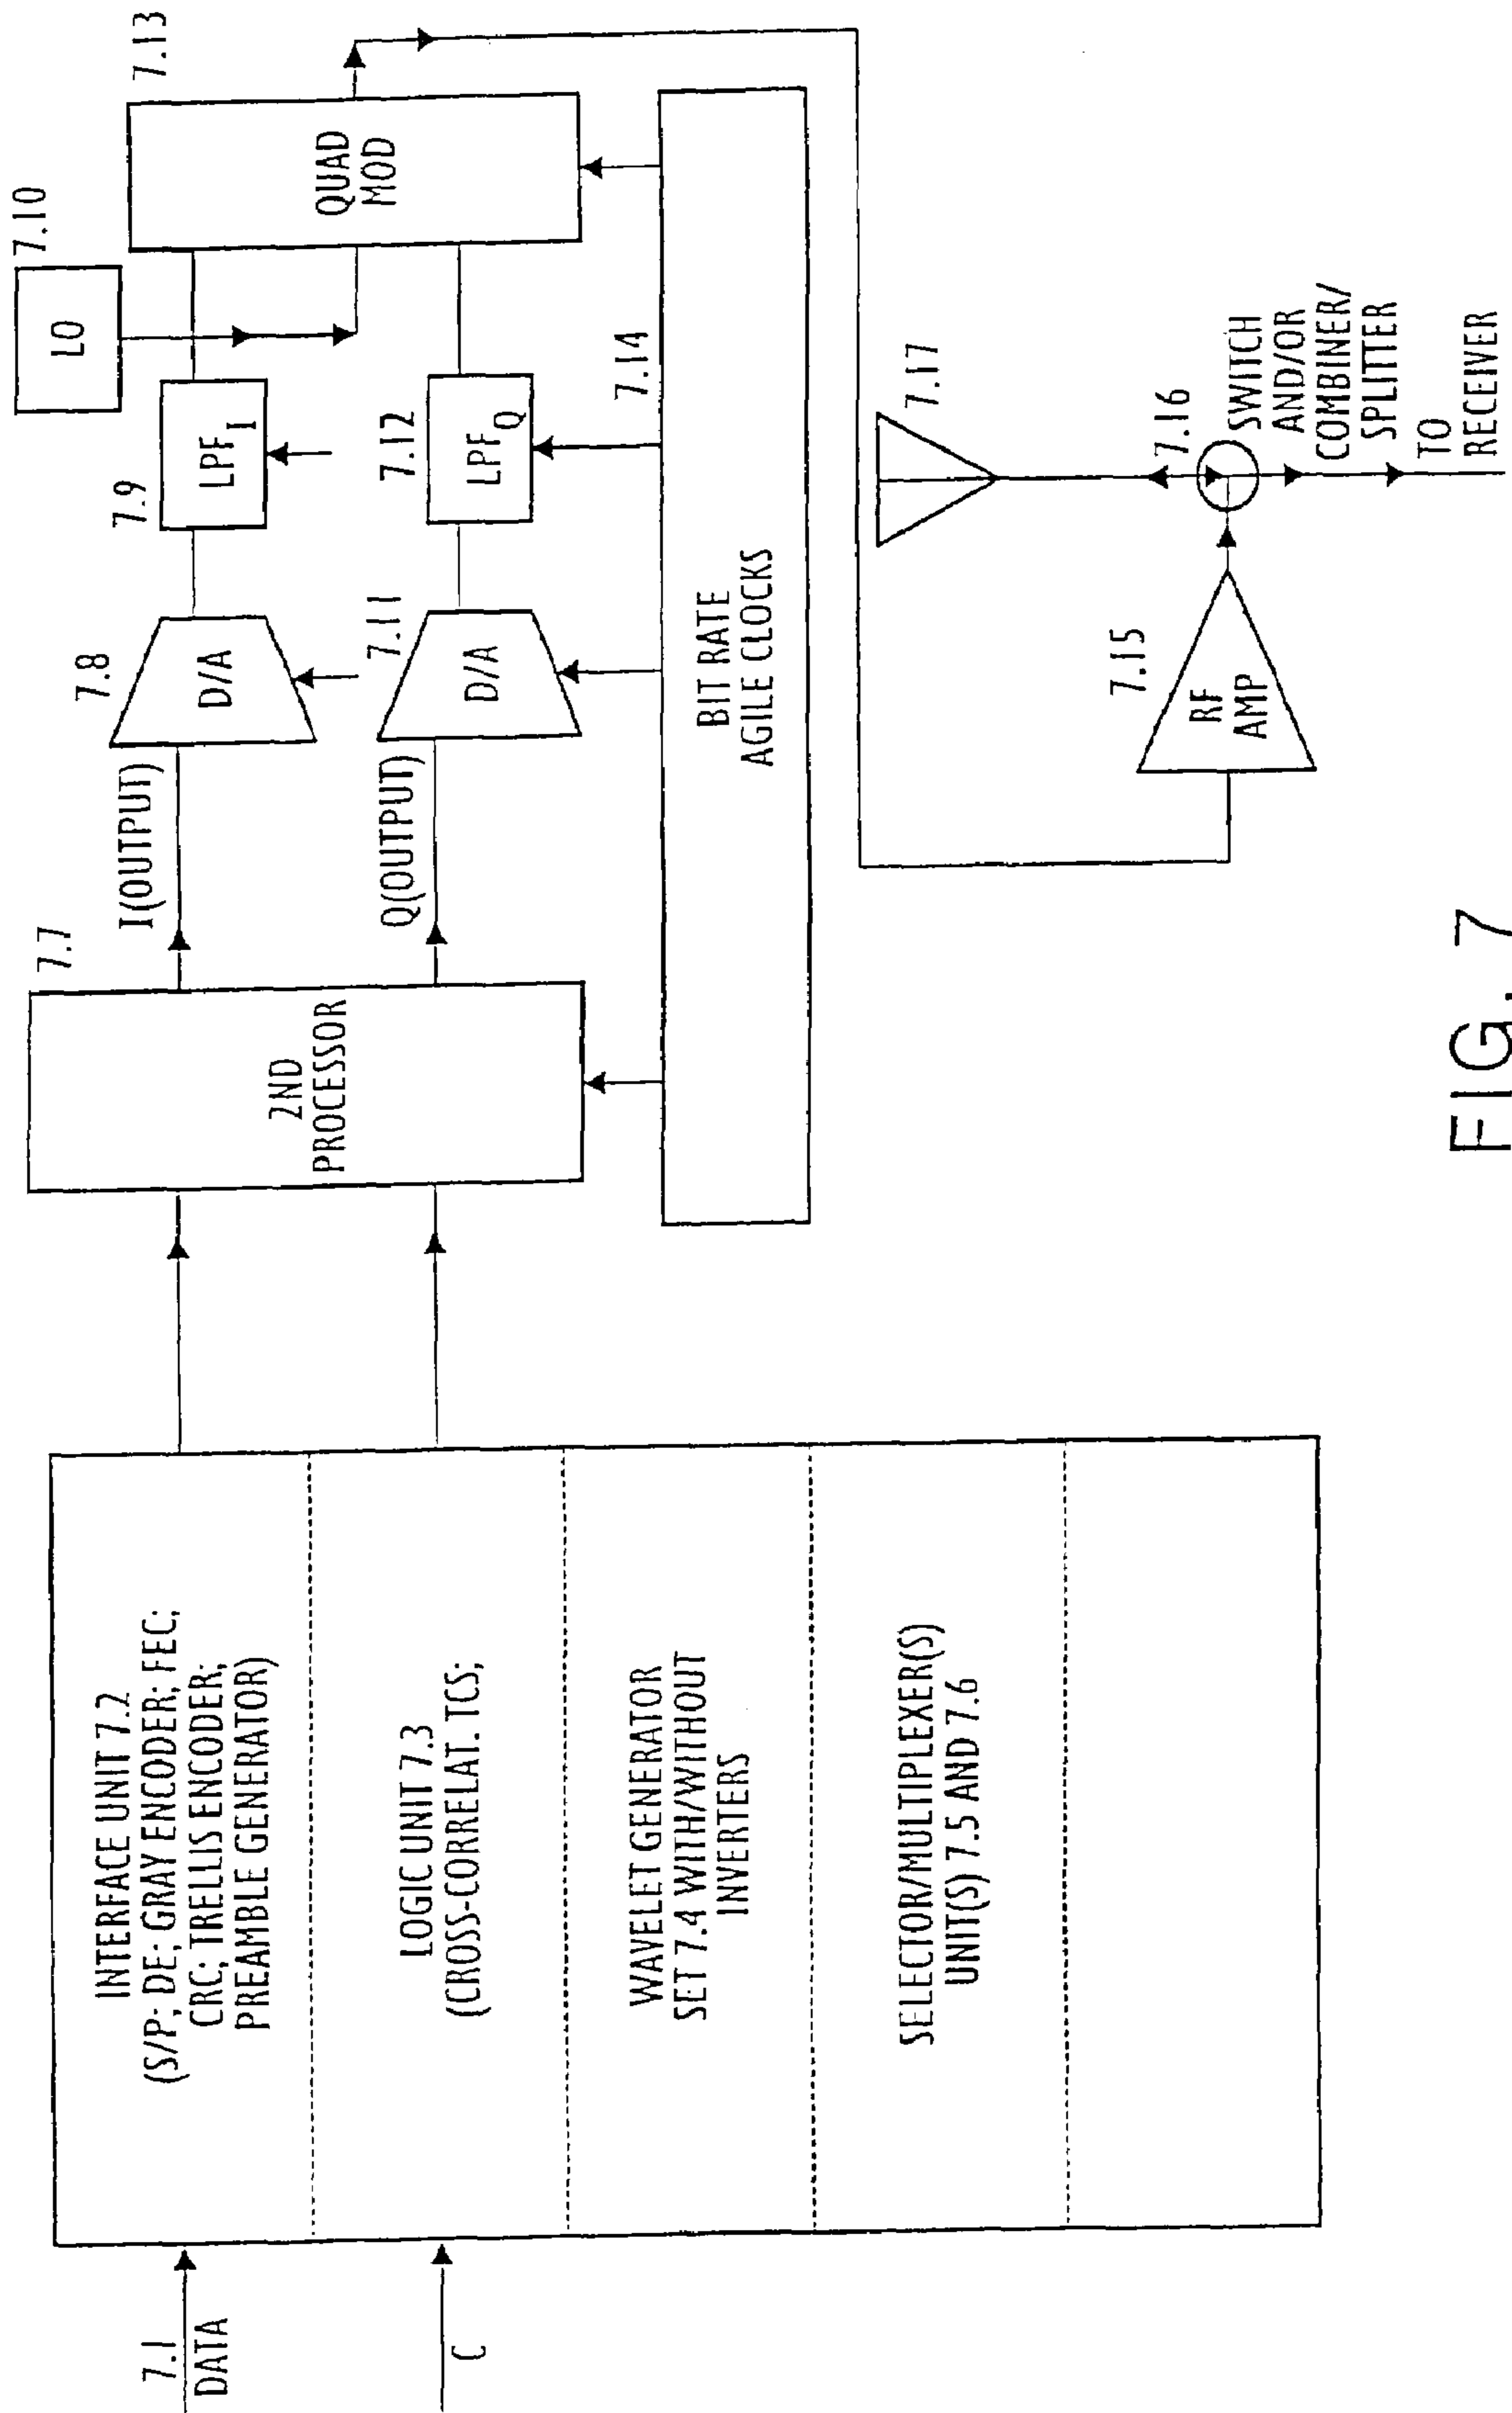 7.1
DATA
C
INTERFACE UNIT 7.2
(S/P; DE; GRAY ENCODER; FEC;
CRC; TRELLIS ENCODER;
PREAMBLE GENERATOR)
LOGIC UNIT 7.3
(CROSS-CORRELAT. TCS;
WAVELET GENERATOR
SET 7.4 WITH/WITHOUT
INVERTERS
SELECTOR/MULTIPLEXER(S)
UNIT(S) 7.5 AND 7.6
7.7
2ND
PROCESSOR
I(OUTPUT)
Q(OUTPUT)
7.8
D/A
7.11
D/A
7.9
LPF I
7.12
LPF Q
7.10
LO
7.13
QUAD
MOD
7.14
BIT RATE
AGILE CLOCKS
7.15
RF
AMP
7.17
7.16
SWITCH
AND/OR
COMBINER/
SPLITTER
TO
RECEIVER
FIG. 7